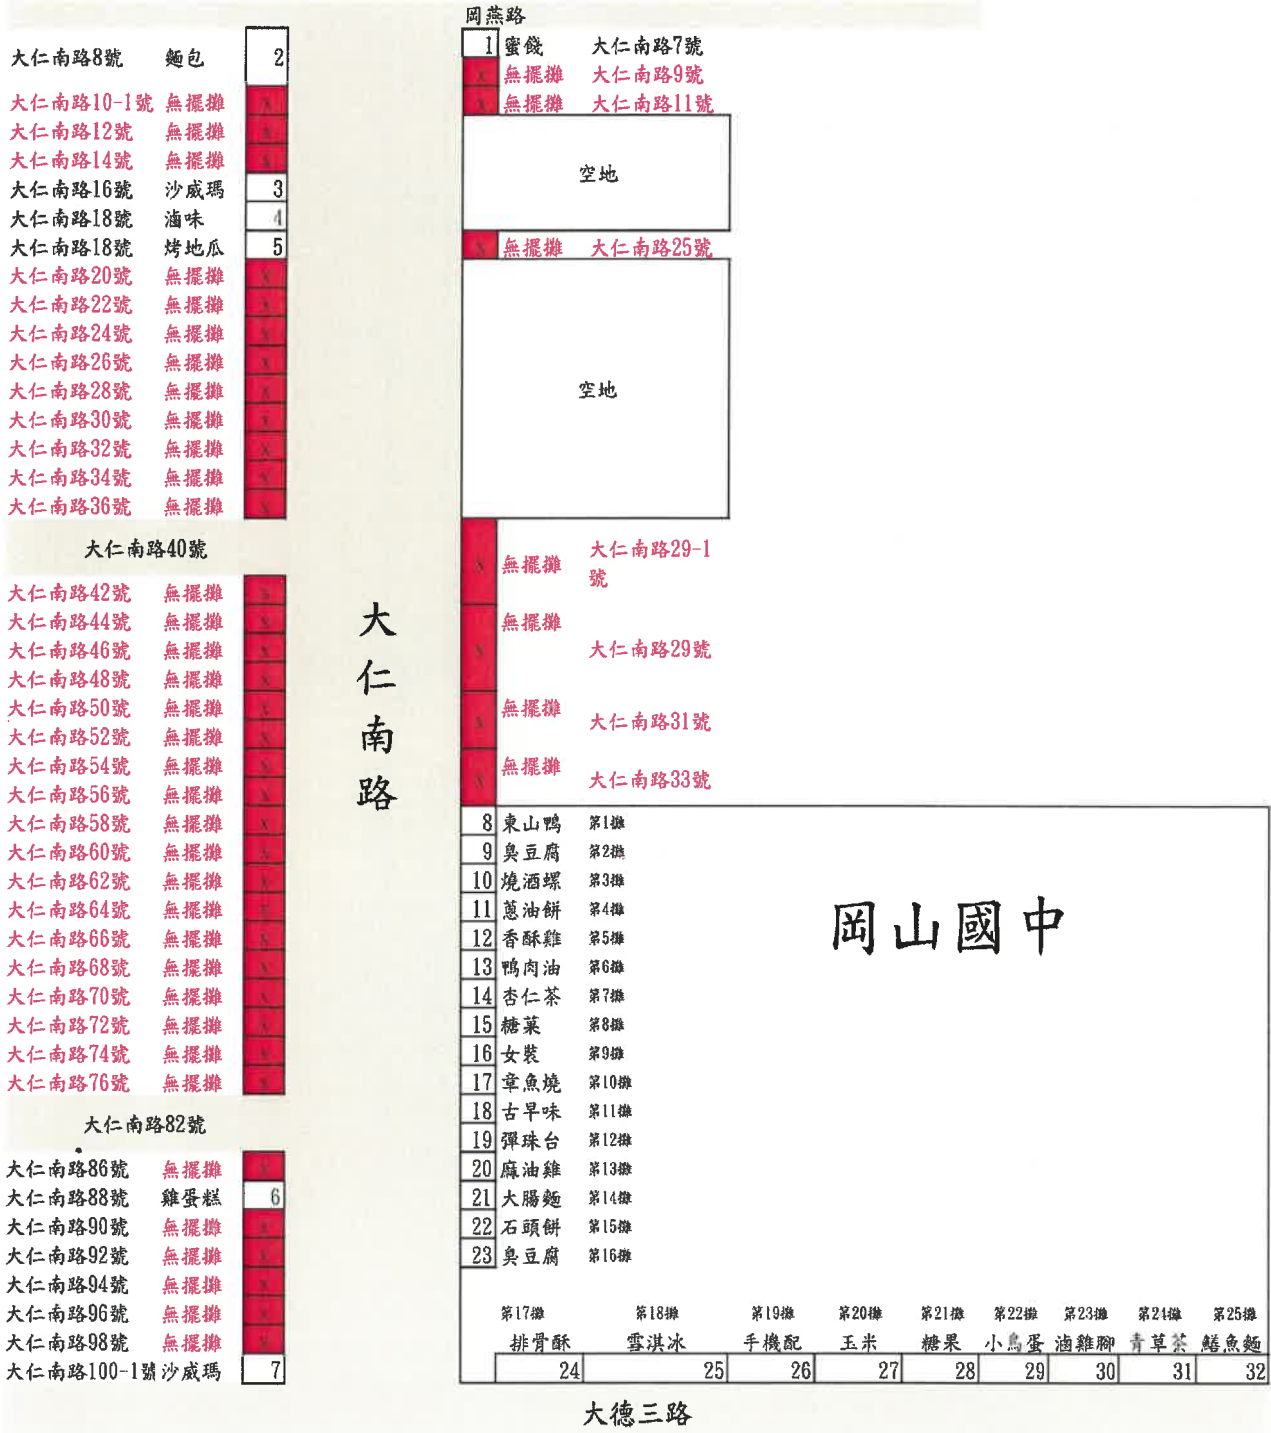 岡燕路
大仁南路8號 麵包 2
大仁南路10-1號 無擺攤 X
大仁南路12號 無擺攤 X
大仁南路14號 無擺攤 X
大仁南路16號 沙威瑪 3
大仁南路18號 滷味 4
大仁南路18號 烤地瓜 5
大仁南路20號 無擺攤 X
大仁南路22號 無擺攤 X
大仁南路24號 無擺攤 X
大仁南路26號 無擺攤 X
大仁南路28號 無擺攤 X
大仁南路30號 無擺攤 X
大仁南路32號 無擺攤 X
大仁南路34號 無擺攤 X
大仁南路36號 無擺攤 X
大仁南路40號
大仁南路42號 無擺攤 X
大仁南路44號 無擺攤 X
大仁南路46號 無擺攤 X
大仁南路48號 無擺攤 X
大仁南路50號 無擺攤 X
大仁南路52號 無擺攤 X
大仁南路54號 無擺攤 X
大仁南路56號 無擺攤 X
大仁南路58號 無擺攤 X
大仁南路60號 無擺攤 X
大仁南路62號 無擺攤 X
大仁南路64號 無擺攤 X
大仁南路66號 無擺攤 X
大仁南路68號 無擺攤 X
大仁南路70號 無擺攤 X
大仁南路72號 無擺攤 X
大仁南路74號 無擺攤 X
大仁南路76號 無擺攤 X
大仁南路82號
大仁南路86號 無擺攤 X
大仁南路88號 雞蛋糕 6
大仁南路90號 無擺攤 X
大仁南路92號 無擺攤 X
大仁南路94號 無擺攤 X
大仁南路96號 無擺攤 X
大仁南路98號 無擺攤 X
大仁南路100-1號 沙威瑪 7
大仁南路
1 蜜餞 大仁南路7號
X 無擺攤 大仁南路9號
X 無擺攤 大仁南路11號
空地
X 無擺攤 大仁南路25號
空地
X 無擺攤 大仁南路29-1
號
X 無擺攤 大仁南路29號
X 無擺攤 大仁南路31號
X 無擺攤 大仁南路33號
8 東山鴨 第1攤
9 臭豆腐 第2攤
10 燒酒螺 第3攤
11 蔥油餅 第4攤
12 香酥雞 第5攤
13 鴨肉油 第6攤
14 杏仁茶 第7攤
15 糖菓 第8攤
16 女裝 第9攤
17 章魚燒 第10攤
18 古早味 第11攤
19 彈珠台 第12攤
20 麻油雞 第13攤
21 大腸麵 第14攤
22 石頭餅 第15攤
23 臭豆腐 第16攤
岡山國中
第17攤 第18攤 第19攤 第20攤 第21攤 第22攤 第23攤 第24攤 第25攤
排骨酥 雪淇冰 手機配 玉米 糖果 小鳥蛋 滷雞腳 青草茶 鱔魚麵
24 25 26 27 28 29 30 31 32
大德三路